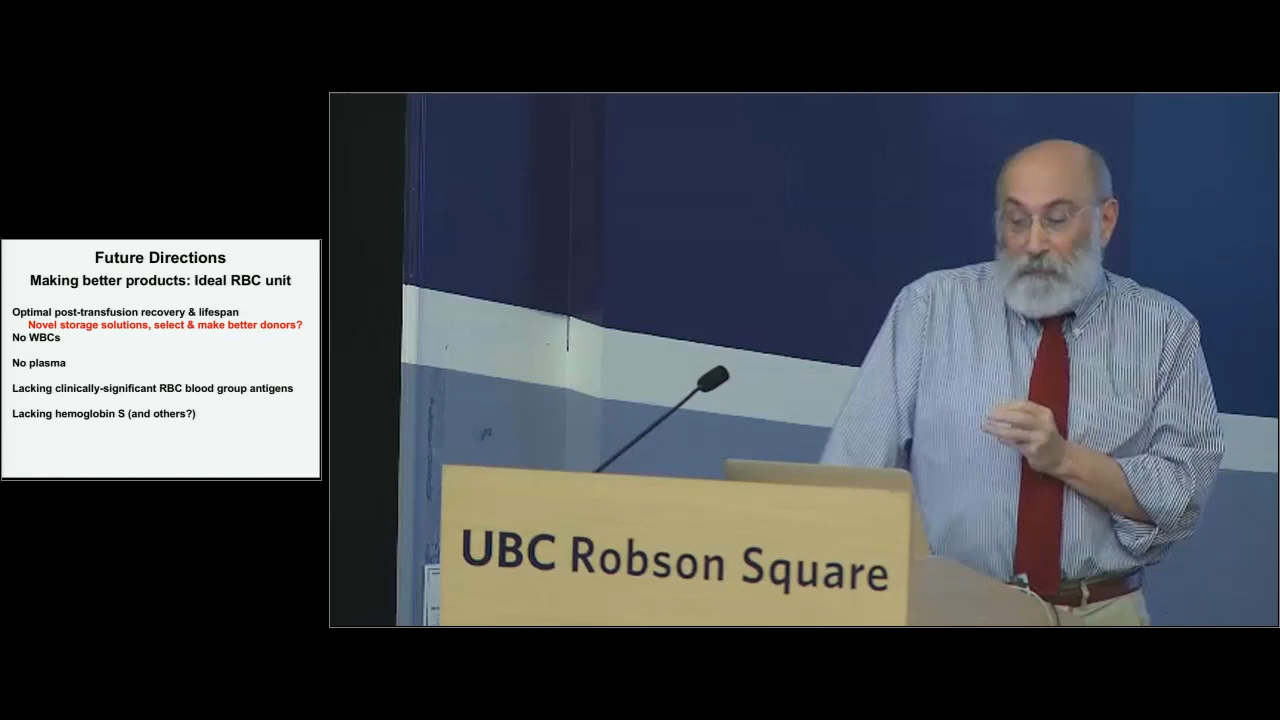 Future Directions
Making better products: Ideal RBC unit
Optimal post-transfusion recovery & lifespan
Novel storage solutions, select & make better donors?
No WBCs
No plasma
Lacking clinically-significant RBC blood group antigens
Lacking hemoglobin S (and others?)
UBC Robson Square